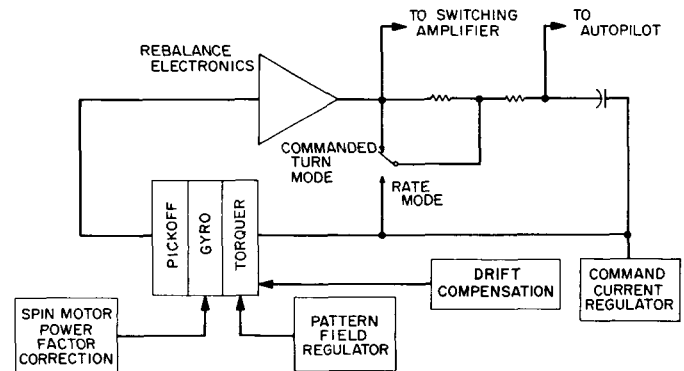 TO SWITCHING
AMPLIFIER
TO
AUTOPILOT
REBALANCE
ELECTRONICS
COMMANDED
TURN
MODE
RATE
MODE
PICKOFF
GYRO
TORQUER
DRIFT
COMPENSATION
COMMAND
CURRENT
REGULATOR
SPIN MOTOR
POWER
FACTOR
CORRECTION
PATTERN
FIELD
REGULATOR